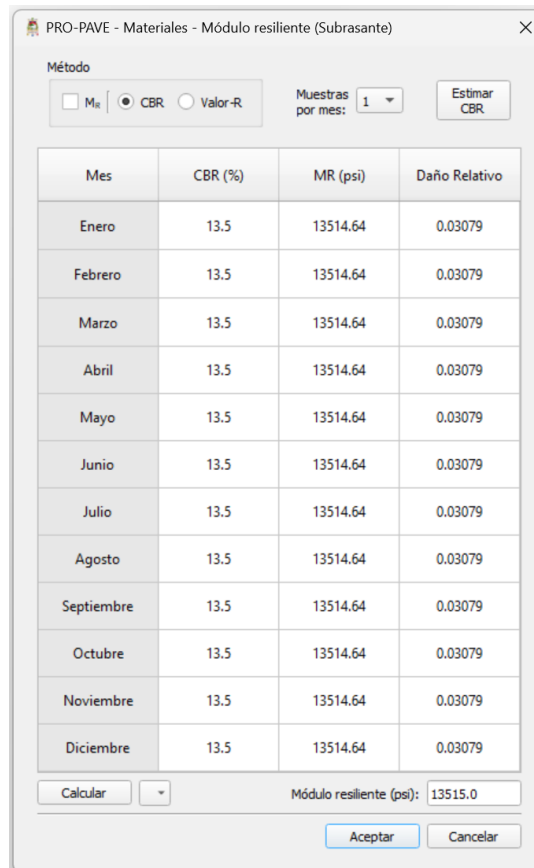 PRO-PAVE - Materiales - Módulo resiliente (Subrasante)
Método
MR CBR Valor-R Muestras por mes: 1 Estimar CBR
Mes CBR (%) MR (psi) Daño Relativo
Enero 13.5 13514.64 0.03079
Febrero 13.5 13514.64 0.03079
Marzo 13.5 13514.64 0.03079
Abril 13.5 13514.64 0.03079
Mayo 13.5 13514.64 0.03079
Junio 13.5 13514.64 0.03079
Julio 13.5 13514.64 0.03079
Agosto 13.5 13514.64 0.03079
Septiembre 13.5 13514.64 0.03079
Octubre 13.5 13514.64 0.03079
Noviembre 13.5 13514.64 0.03079
Diciembre 13.5 13514.64 0.03079
Calcular Módulo resiliente (psi): 13515.0
Aceptar Cancelar